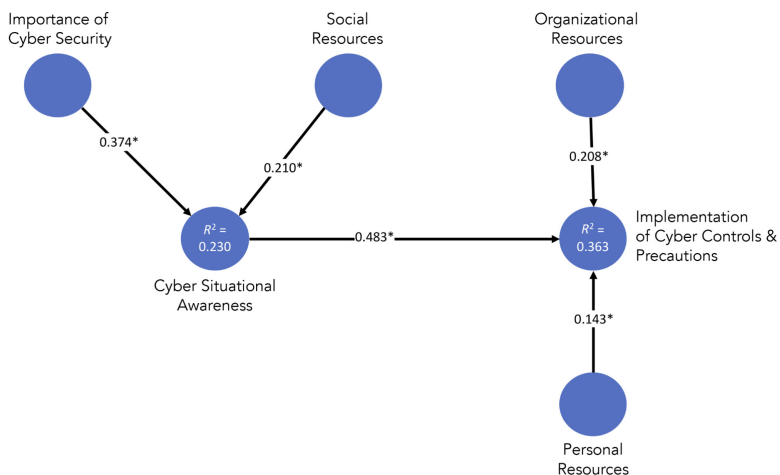 Importance of
Cyber Security
Social
Resources
Organizational
Resources
0.374*
0.210*
0.208*
R² =
0.230
0.483*
R² =
0.363
Implementation
of Cyber Controls &
Precautions
Cyber Situational
Awareness
0.143*
Personal
Resources